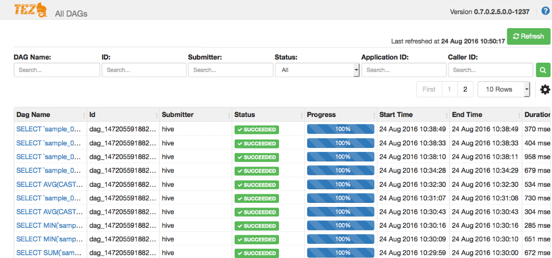 TEZ All DAGs Version 0.7.0.2.5.0.0-1237 ?
Last refreshed at 24 Aug 2016 10:50:17 Refresh
DAG Name: ID: Submitter: Status: Application ID: Caller ID:
Search... Search... Search... All Search... Search...
First 1 2 10 Rows
Dag Name Id Submitter Status Progress Start Time End Time Duration
SELECT `sample_0... dag_147205591882... hive SUCCEEDED 100% 24 Aug 2016 10:38:49 24 Aug 2016 10:38:49 370 mse
SELECT `sample_0... dag_147205591882... hive SUCCEEDED 100% 24 Aug 2016 10:38:33 24 Aug 2016 10:38:33 404 mse
SELECT `sample_0... dag_147205591882... hive SUCCEEDED 100% 24 Aug 2016 10:38:10 24 Aug 2016 10:38:11 958 mse
SELECT `sample_0... dag_147205591882... hive SUCCEEDED 100% 24 Aug 2016 10:34:28 24 Aug 2016 10:34:29 679 mse
SELECT AVG(CAST... dag_147205591882... hive SUCCEEDED 100% 24 Aug 2016 10:32:30 24 Aug 2016 10:32:30 534 mse
SELECT `sample_0... dag_147205591882... hive SUCCEEDED 100% 24 Aug 2016 10:31:07 24 Aug 2016 10:31:08 730 mse
SELECT AVG(CAST... dag_147205591882... hive SUCCEEDED 100% 24 Aug 2016 10:30:43 24 Aug 2016 10:30:43 304 mse
SELECT MIN(`samp... dag_147205591882... hive SUCCEEDED 100% 24 Aug 2016 10:30:16 24 Aug 2016 10:30:16 285 mse
SELECT MIN(`samp... dag_147205591882... hive SUCCEEDED 100% 24 Aug 2016 10:30:09 24 Aug 2016 10:30:10 651 mse
SELECT SUM(`samp... dag_147205591882... hive SUCCEEDED 100% 24 Aug 2016 10:29:59 24 Aug 2016 10:30:00 672 mse